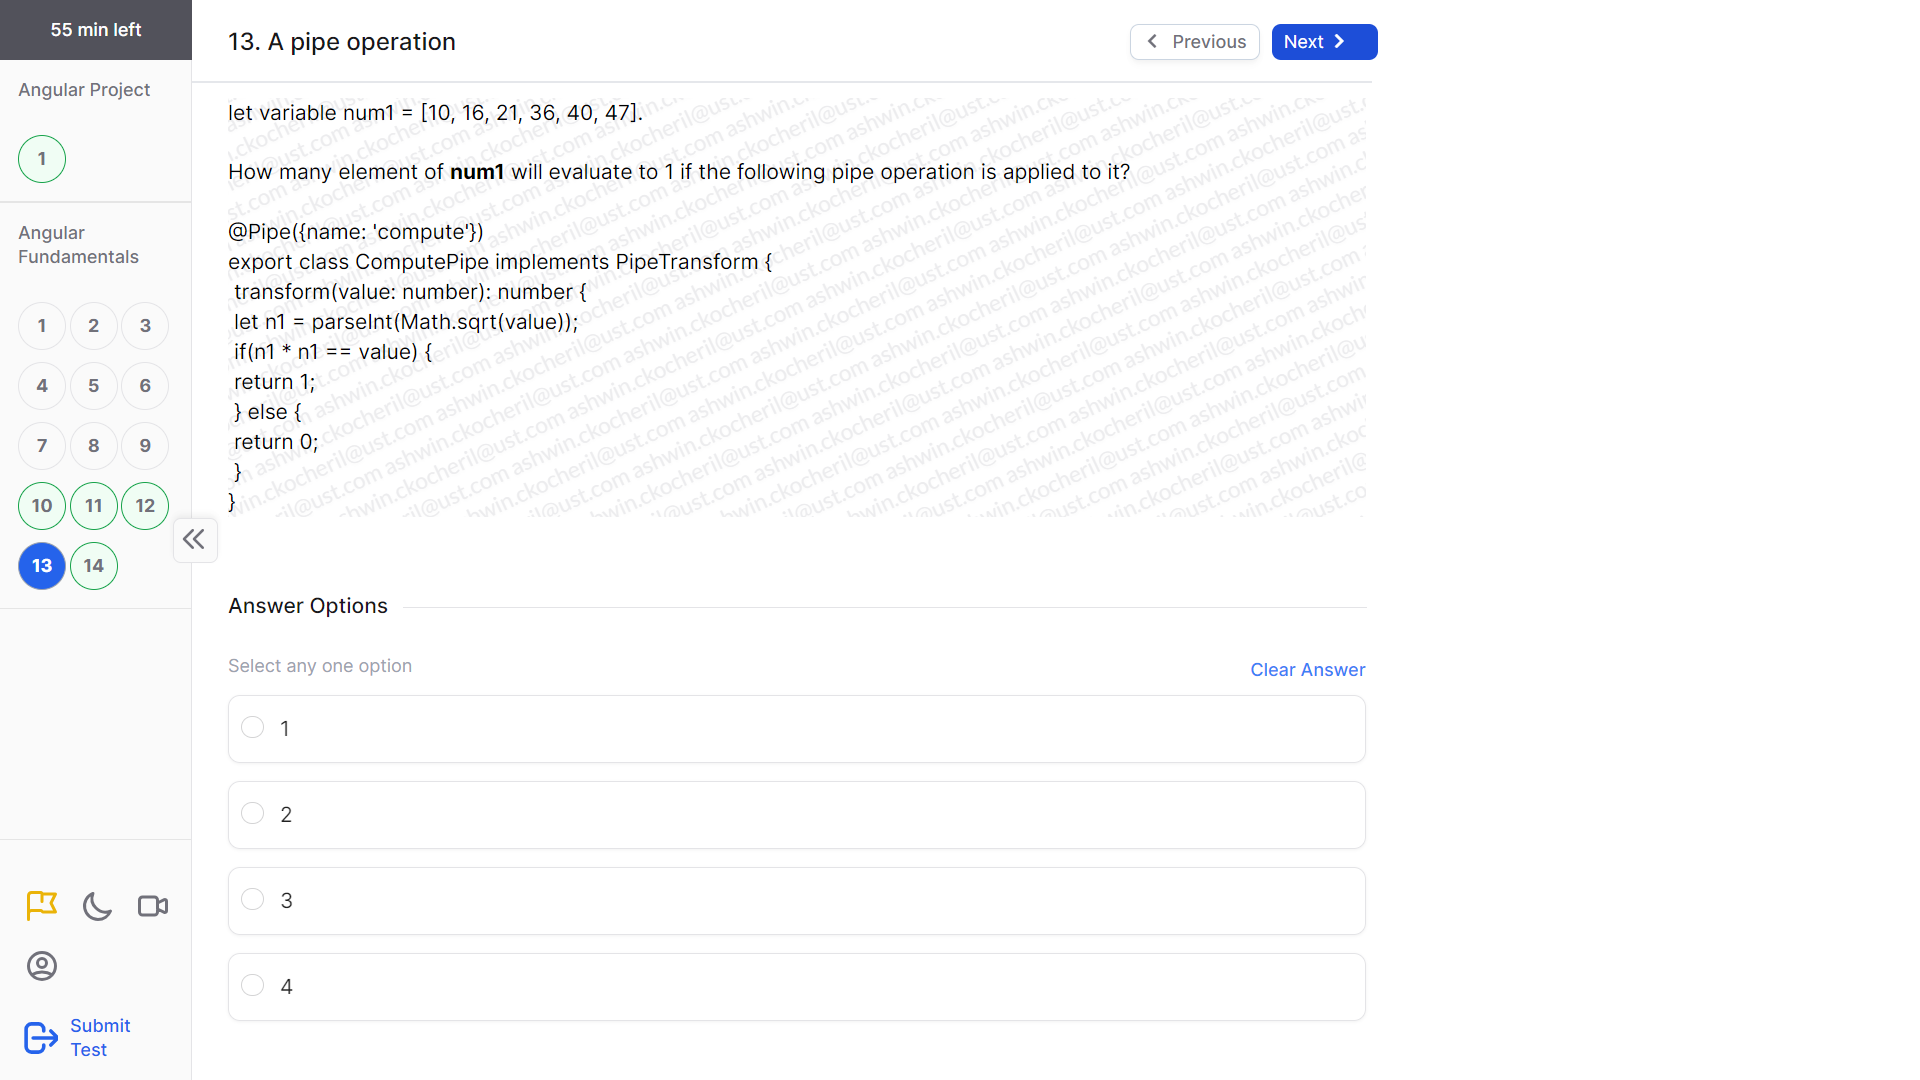 55 min left
Angular Project
1
Angular
Fundamentals
1 2 3
4 5 6
7 8 9
10 11 12
13 14
Submit
Test
13. A pipe operation
Previous
Next
let variable num1 = [10, 16, 21, 36, 40, 47].
How many element of num1 will evaluate to 1 if the following pipe operation is applied to it?
@Pipe({name: 'compute'})
export class ComputePipe implements PipeTransform {
transform(value: number): number {
let n1 = parseInt(Math.sqrt(value));
if(n1 * n1 == value) {
return 1;
} else {
return 0;
}
}
ashwin.ckocheril@ust.com
Answer Options
Select any one option
Clear Answer
1
2
3
4